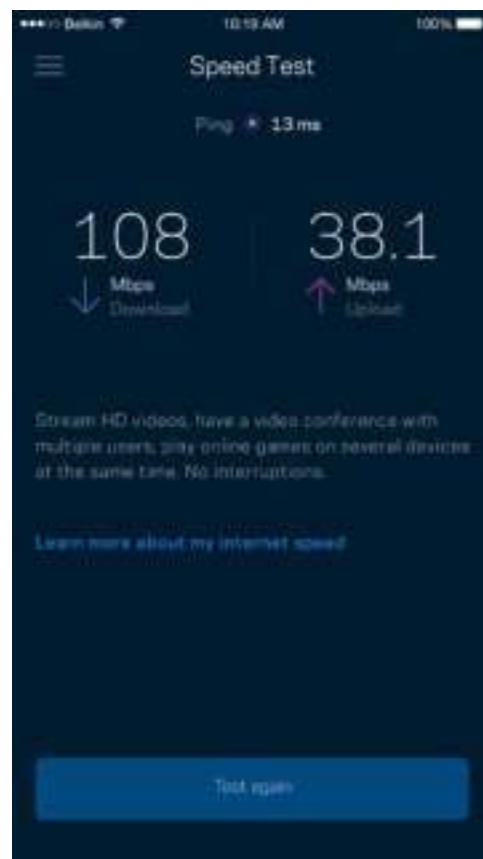 Belkin 10:19 AM 100%
Speed Test
Ping 13 ms
108 38.1
Mbps Mbps
Download Upload
Stream HD videos, have a video conference with
multiple users, play online games on several devices
at the same time. No interruptions.
Learn more about my internet speed
Test again